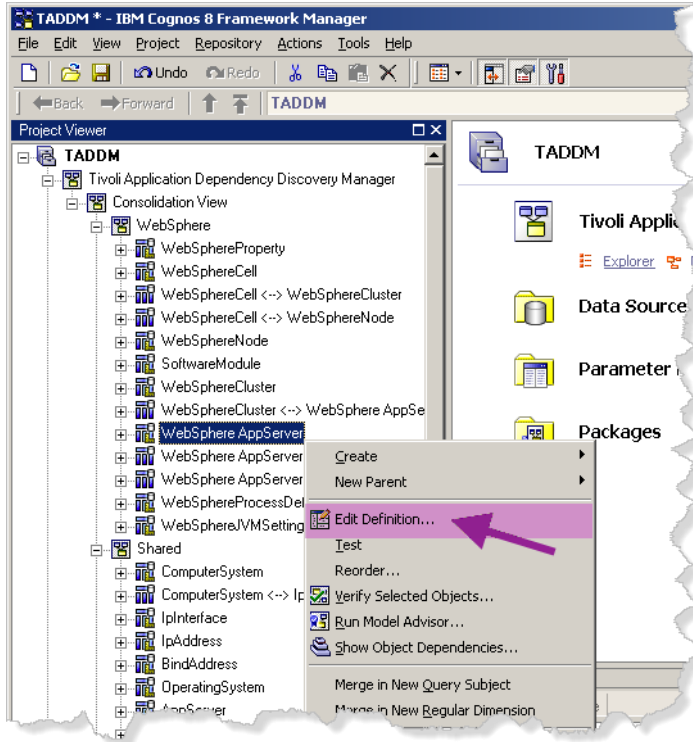 TADDM * - IBM Cognos 8 Framework Manager
File Edit View Project Repository Actions Tools Help
Undo Redo
Back Forward TADDM
Project Viewer
TADDM
Tivoli Application Dependency Discovery Manager
Consolidation View
WebSphere
WebSphereProperty
WebSphereCell
WebSphereCell <--> WebSphereCluster
WebSphereCell <--> WebSphereNode
WebSphereNode
SoftwareModule
WebSphereCluster
WebSphereCluster <--> WebSphere AppSe
WebSphere AppServer
WebSphere AppServer
WebSphere AppServer
WebSphereProcessDef
WebSphereJVMSetting
Shared
ComputerSystem
ComputerSystem <--> Ip
IpInterface
IpAddress
BindAddress
OperatingSystem
AppServer
Create
New Parent
Edit Definition...
Test
Reorder...
Verify Selected Objects...
Run Model Advisor...
Show Object Dependencies...
Merge in New Query Subject
Merge in New Regular Dimension
TADDM
Tivoli Applic
Explorer
Data Source
Parameter
Packages